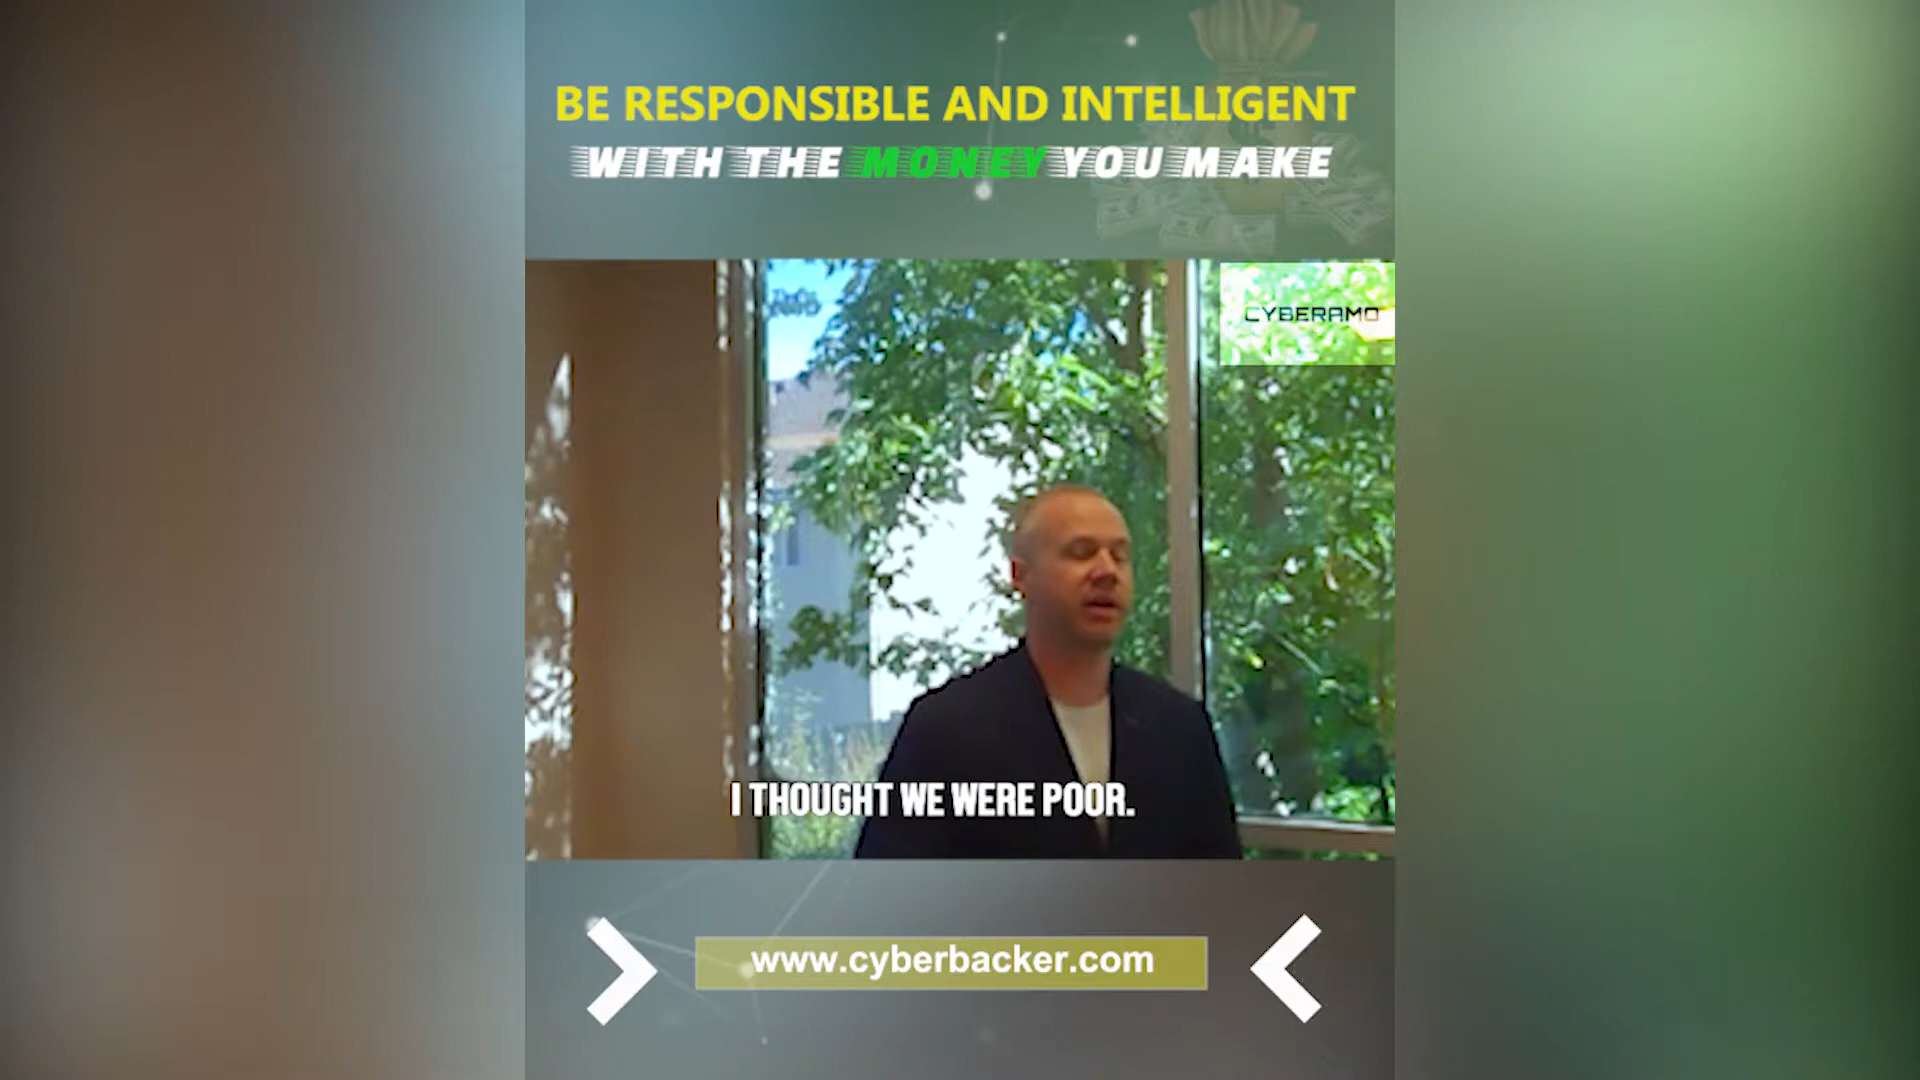 BE RESPONSIBLE AND INTELLIGENT
WITH THE MONEY YOU MAKE
CYBERAMO
I THOUGHT WE WERE POOR.
www.cyberbacker.com